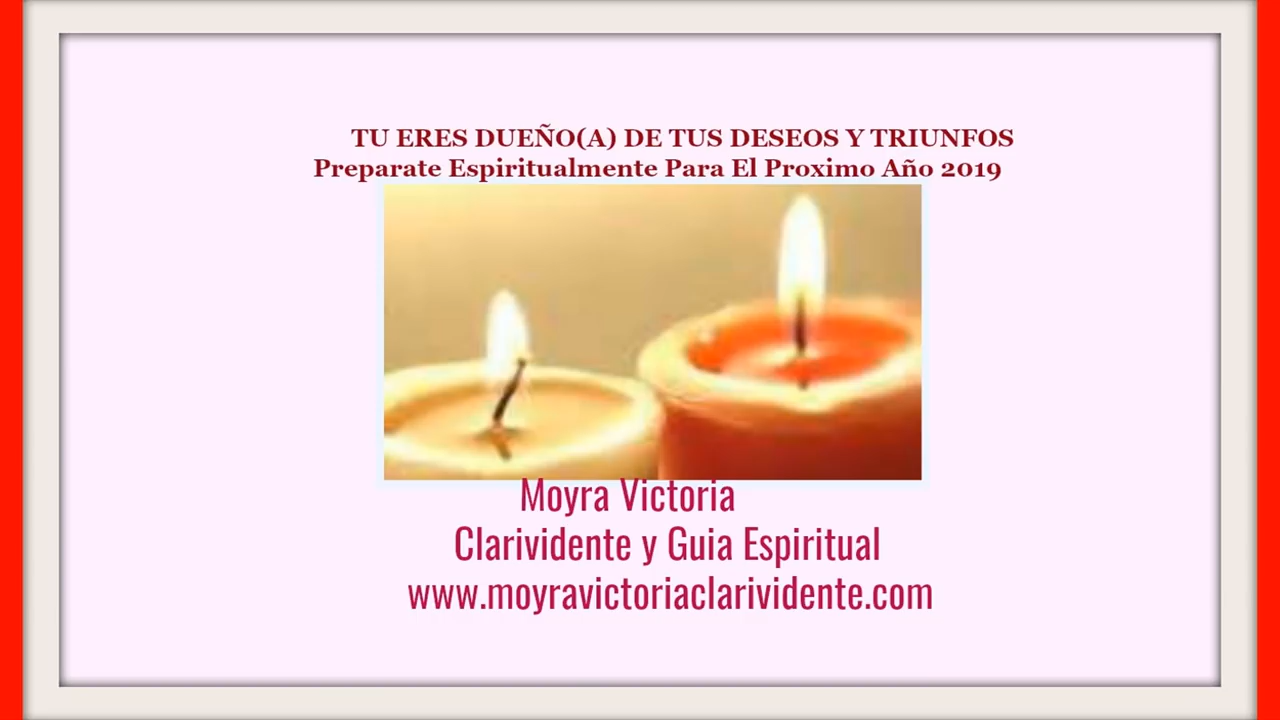 TU ERES DUEÑO(A) DE TUS DESEOS Y TRIUNFOS
Preparate Espiritualmente Para El Proximo Año 2019
Moyra Victoria
Clarividente y Guia Espiritual
www.moyravictoriaclarividente.com